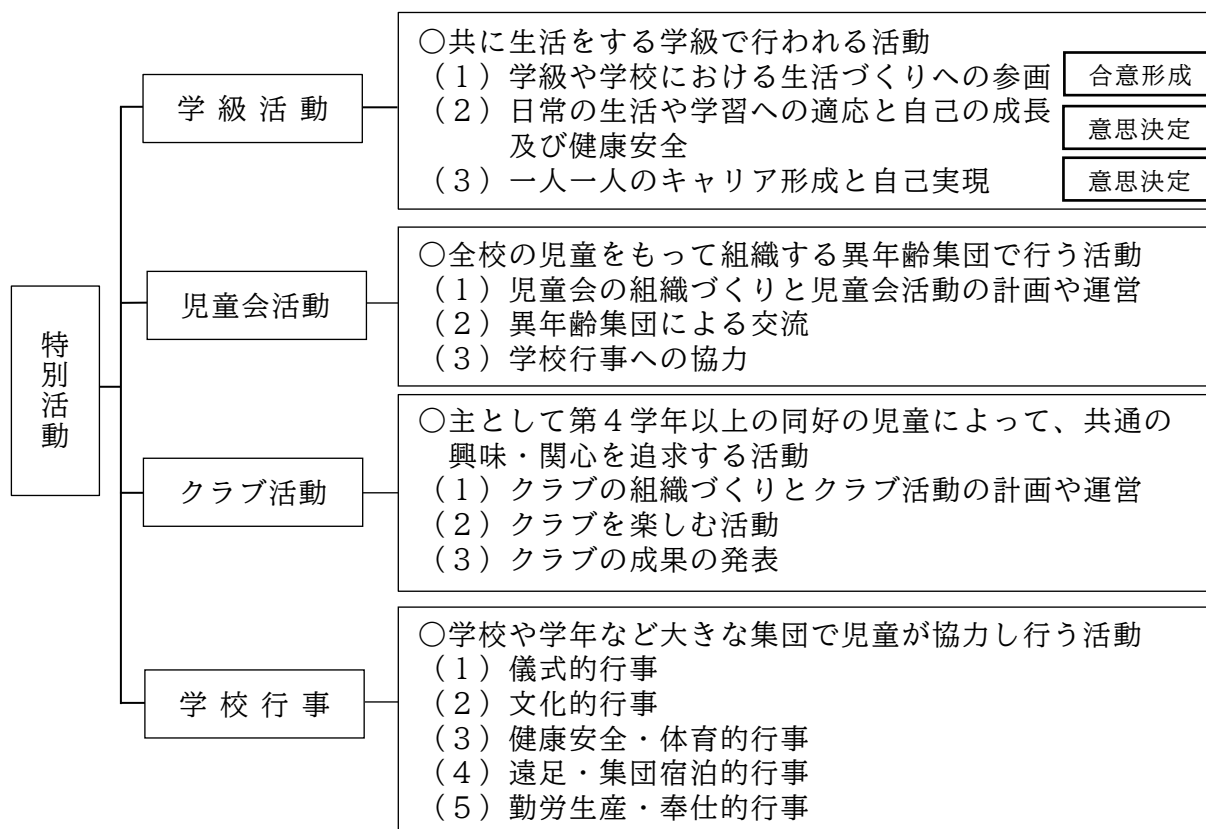 特別活動
学級活動
○共に生活をする学級で行われる活動
(1)学級や学校における生活づくりへの参画
合意形成
(2)日常の生活や学習への適応と自己の成長
及び健康安全
意思決定
(3)一人一人のキャリア形成と自己実現
意思決定
児童会活動
○全校の児童をもって組織する異年齢集団で行う活動
(1)児童会の組織づくりと児童会活動の計画や運営
(2)異年齢集団による交流
(3)学校行事への協力
クラブ活動
○主として第4学年以上の同好の児童によって、共通の
興味・関心を追求する活動
(1)クラブの組織づくりとクラブ活動の計画や運営
(2)クラブを楽しむ活動
(3)クラブの成果の発表
学校行事
○学校や学年など大きな集団で児童が協力し行う活動
(1)儀式的行事
(2)文化的行事
(3)健康安全・体育的行事
(4)遠足・集団宿泊的行事
(5)勤労生産・奉仕的行事